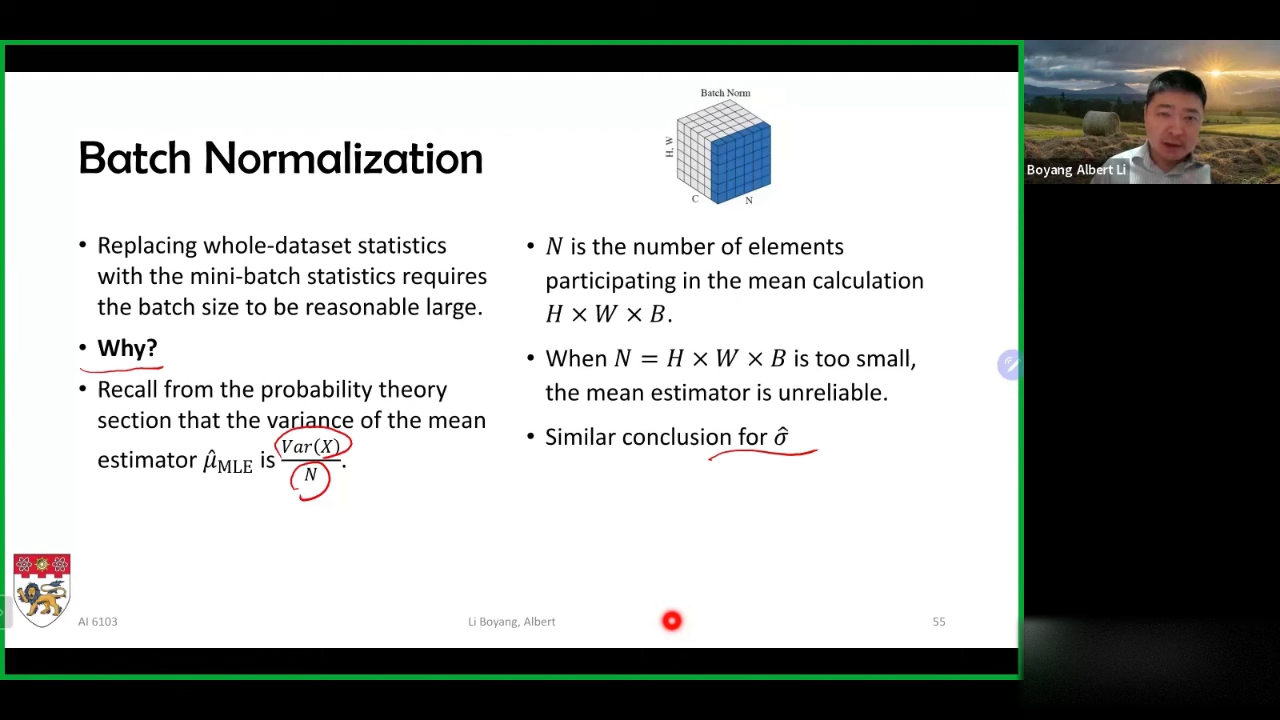 Batch Norm
H, W
C
N
Boyang Albert Li
Batch Normalization
• Replacing whole-dataset statistics
with the mini-batch statistics requires
the batch size to be reasonable large.
• Why?
• Recall from the probability theory
section that the variance of the mean
estimator μ̂_MLE is Var(X)/N.
• N is the number of elements
participating in the mean calculation
H × W × B.
• When N = H × W × B is too small,
the mean estimator is unreliable.
• Similar conclusion for σ̂
AI 6103
Li Boyang, Albert
55